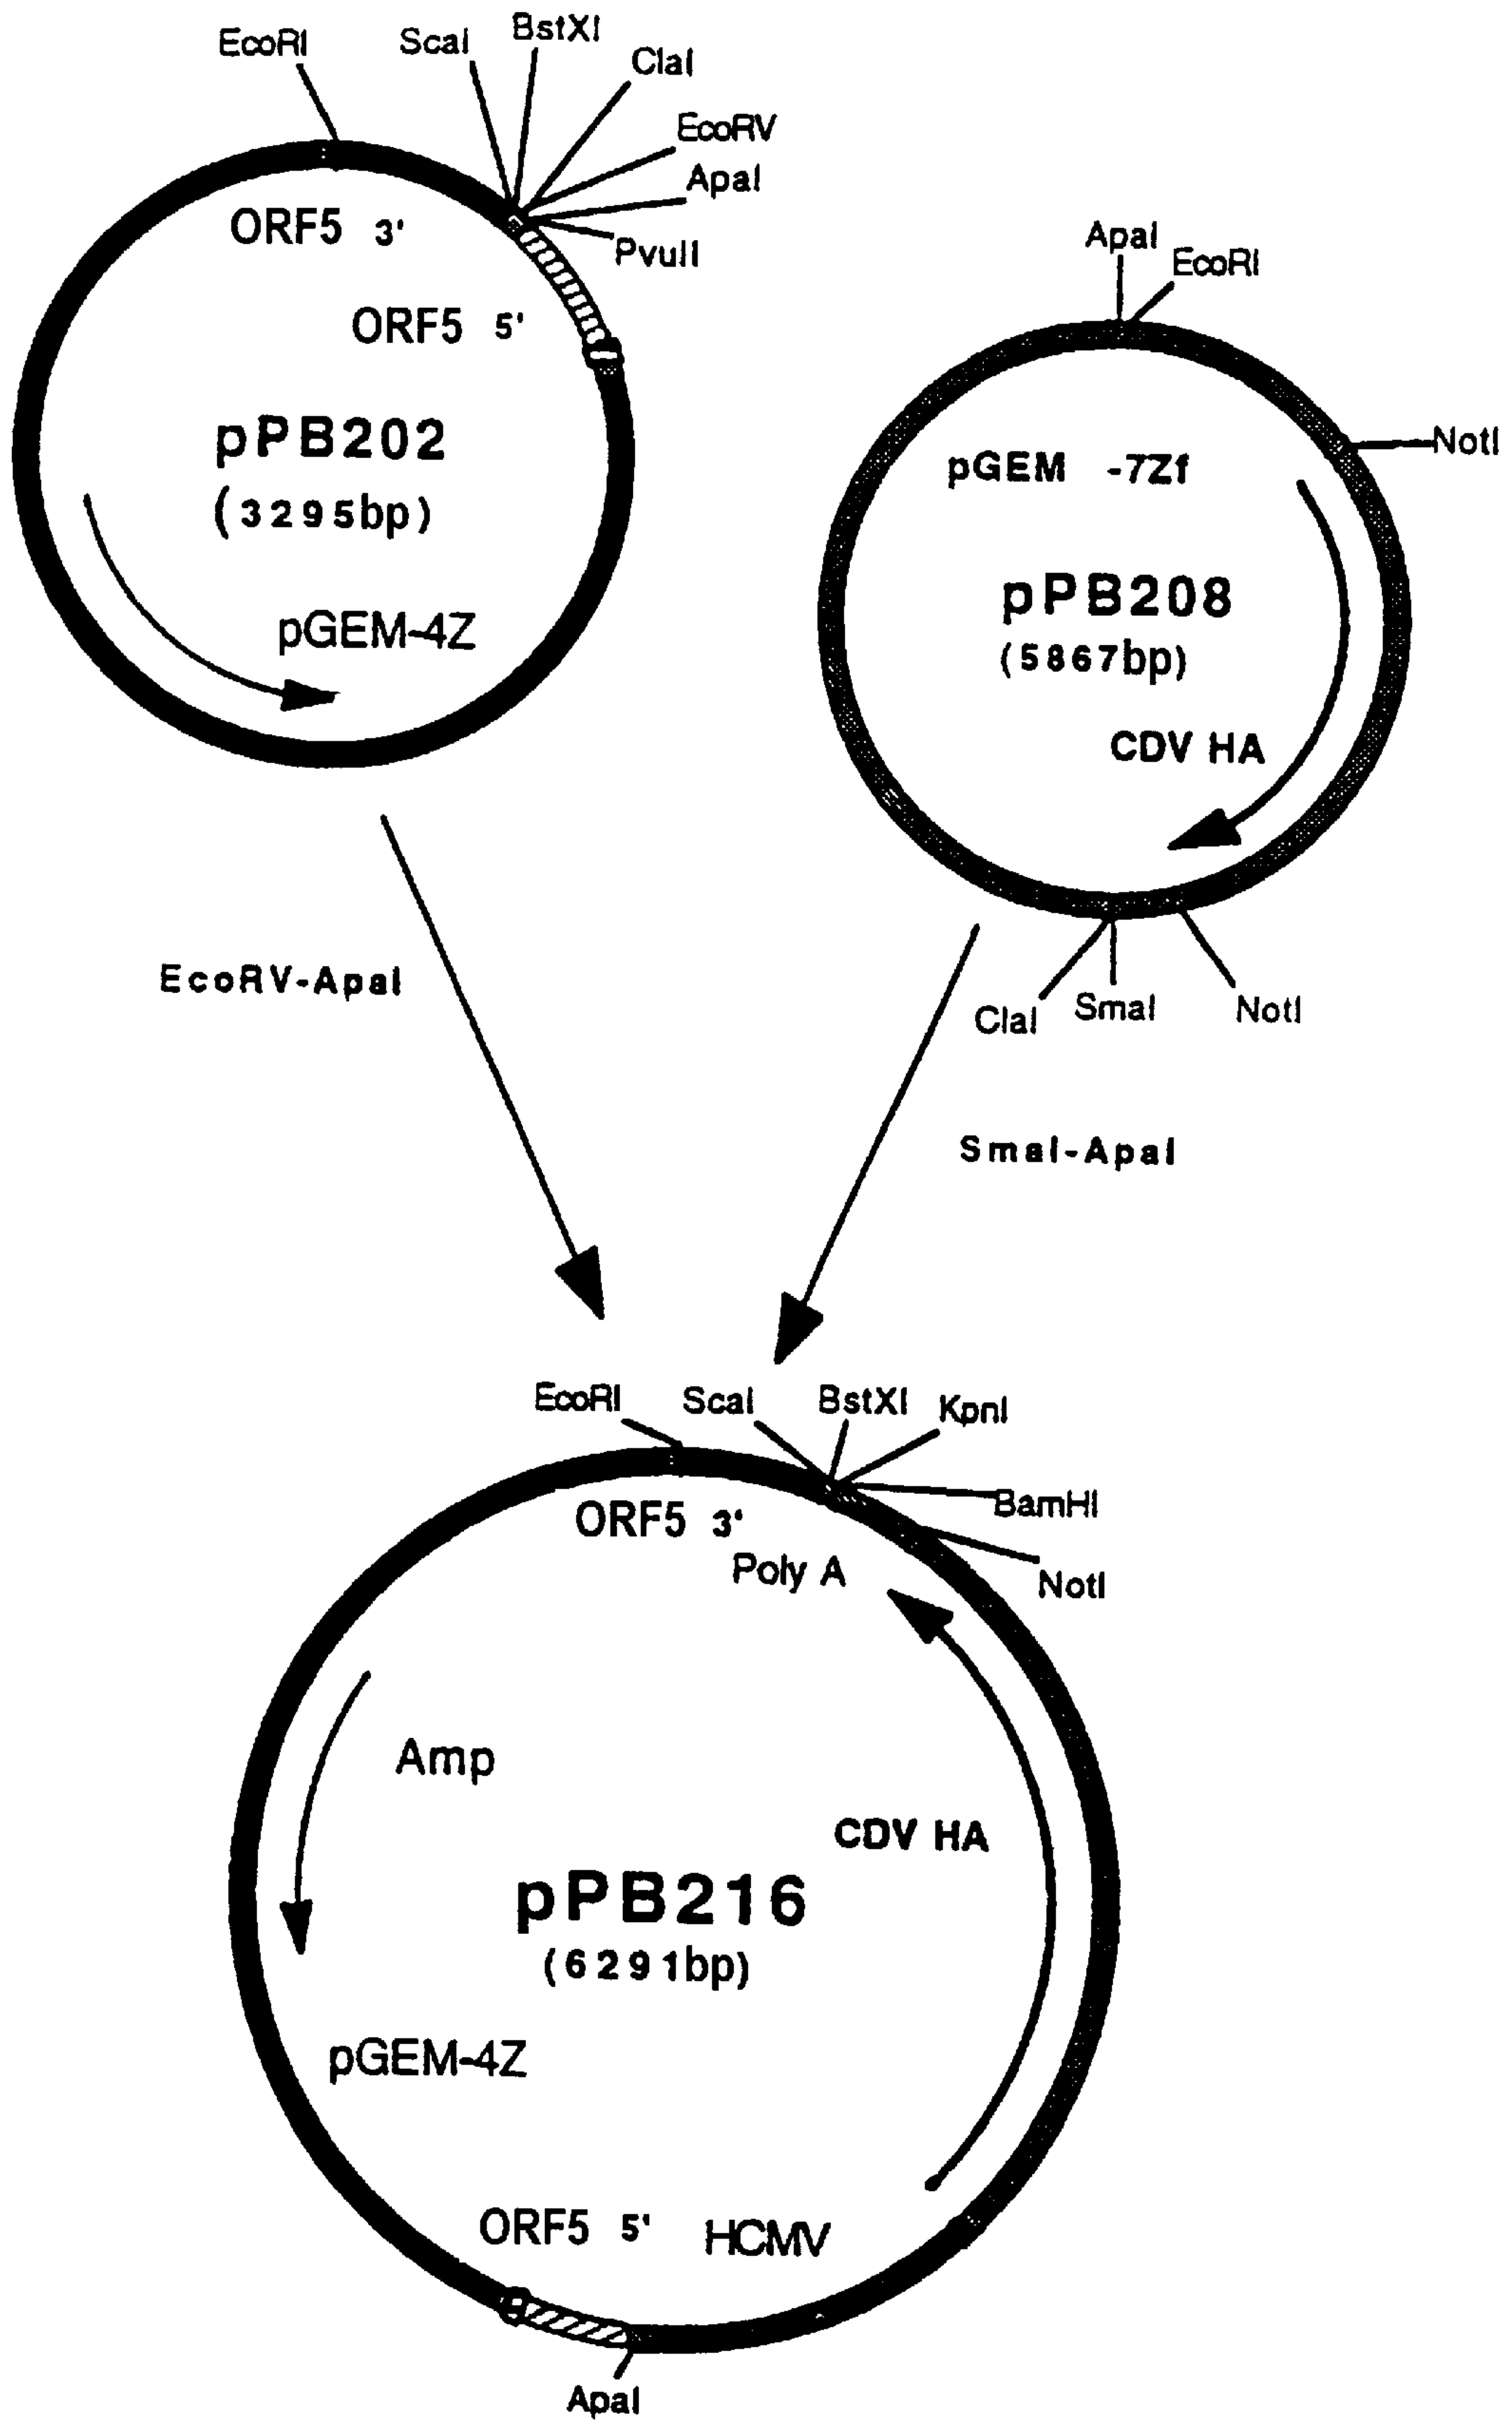 EcoRI
ScaI
BstXI
ClaI
EcoRV
ApaI
PvuII
ORF5 3'
ORF5 5'
pPB202
(3295bp)
pGEM-4Z
ApaI
EcoRI
NotI
pGEM -7Zf
pPB208
(5867bp)
CDV HA
ClaI
SmaI
NotI
EcoRV-ApaI
SmaI-ApaI
EcoRI
ScaI
BstXI
KpnI
BamHI
NotI
ORF5 3'
Poly A
Amp
CDV HA
pPB216
(6291bp)
pGEM-4Z
ORF5 5'
HCMV
ApaI